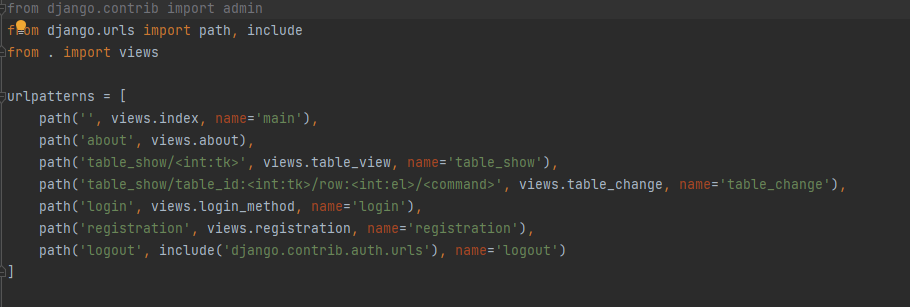 from django.contrib import admin
from django.urls import path, include
from . import views

urlpatterns = [
    path('', views.index, name='main'),
    path('about', views.about),
    path('table_show/<int:tk>', views.table_view, name='table_show'),
    path('table_show/table_id:<int:tk>/row:<int:el>/<command>', views.table_change, name='table_change'),
    path('login', views.login_method, name='login'),
    path('registration', views.registration, name='registration'),
    path('logout', include('django.contrib.auth.urls'), name='logout')
]